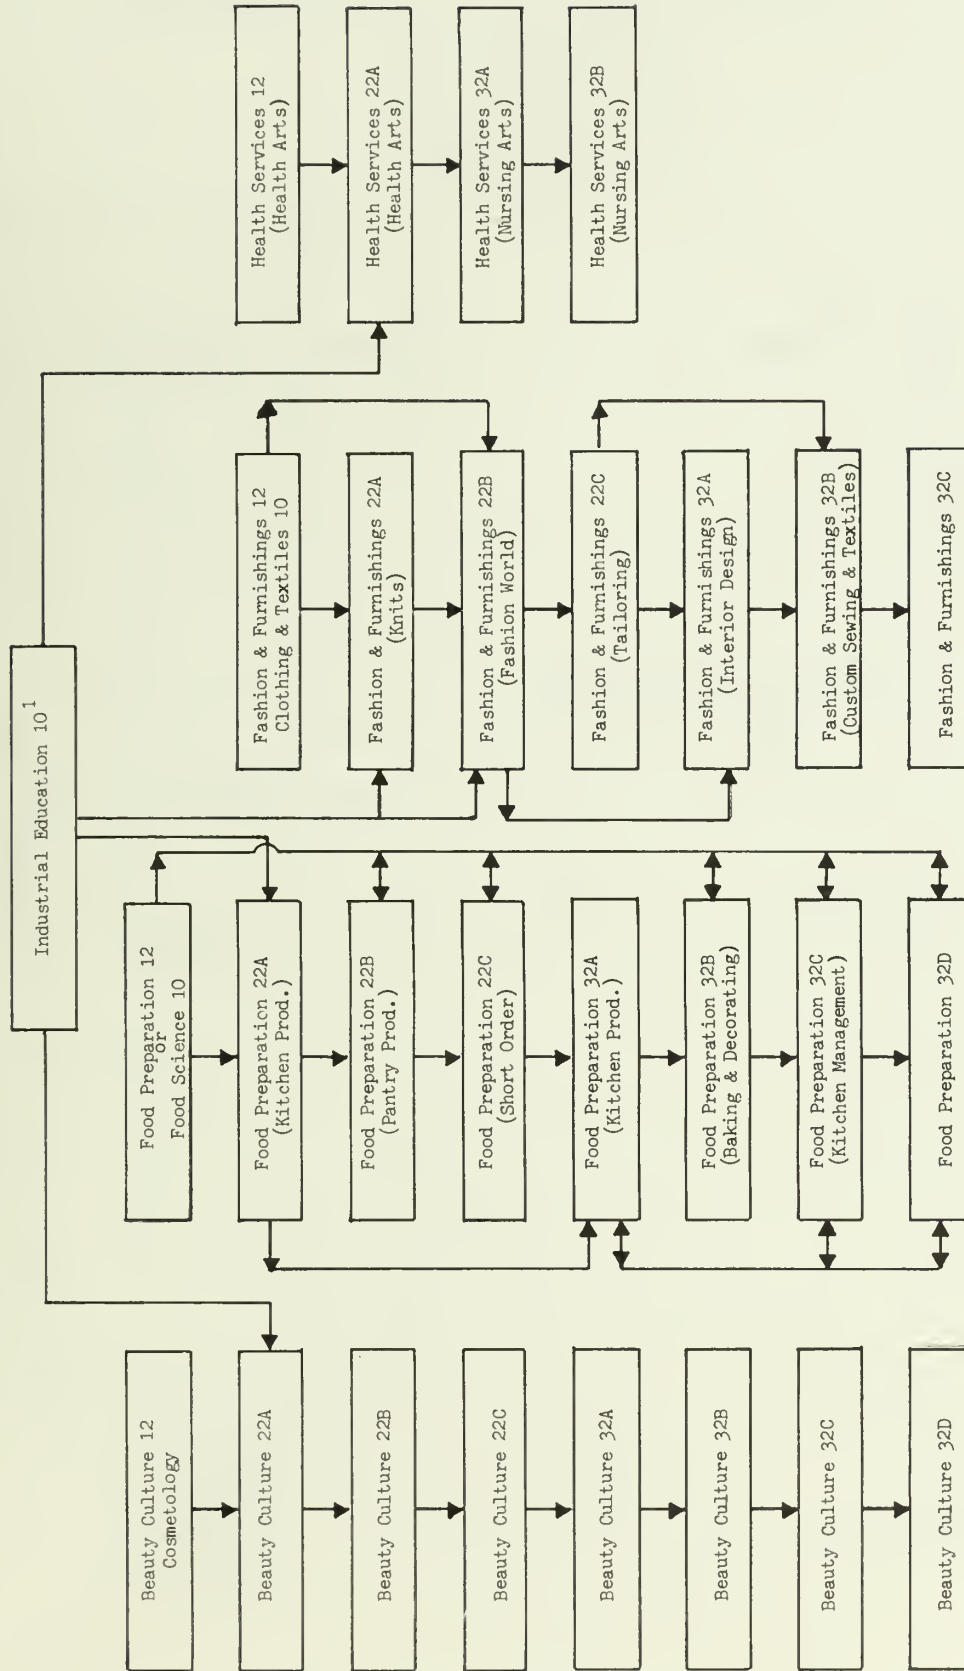 Industrial Education 10¹
Beauty Culture 12
Cosmetology
Beauty Culture 22A
Beauty Culture 22B
Beauty Culture 22C
Beauty Culture 32A
Beauty Culture 32B
Beauty Culture 32C
Beauty Culture 32D
Food Preparation 12
or
Food Science 10
Food Preparation 22A
(Kitchen Prod.)
Food Preparation 22B
(Pantry Prod.)
Food Preparation 22C
(Short Order)
Food Preparation 32A
(Kitchen Prod.)
Food Preparation 32B
(Baking & Decorating)
Food Preparation 32C
(Kitchen Management)
Food Preparation 32D
Fashion & Furnishings 12
Clothing & Textiles 10
Fashion & Furnishings 22A
(Knits)
Fashion & Furnishings 22B
(Fashion World)
Fashion & Furnishings 22C
(Tailoring)
Fashion & Furnishings 32A
(Interior Design)
Fashion & Furnishings 32B
(Custom Sewing & Textiles)
Fashion & Furnishings 32C
Health Services 12
(Health Arts)
Health Services 22A
(Health Arts)
Health Services 32A
(Nursing Arts)
Health Services 32B
(Nursing Arts)